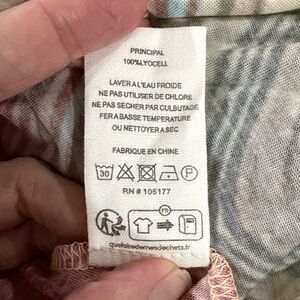 PRINCIPAL
100%LYOCELL
LAVER A L'EAU FROIDE
NE PAS UTILISER DE CHLORE
NE PAS SECHER PAR CULBUTAGE
FER A BASSE TEMPERATURE
OU NETTOYER A SEC
FABRIQUE EN CHINE
30 P
RN # 105177
FR
quefairedemesdechets.fr